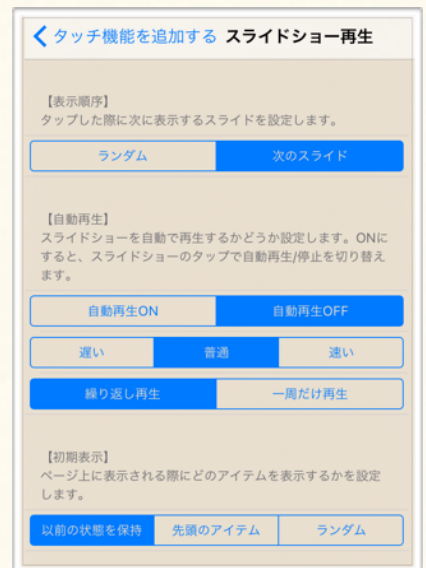 タッチ機能を追加する スライドショー再生
【表示順序】
タップした際に次に表示するスライドを設定します。
ランダム 次のスライド
【自動再生】
スライドショーを自動で再生するかどうか設定します。ONに
すると、スライドショーのタップで自動再生/停止を切り替え
ます。
自動再生ON 自動再生OFF
遅い 普通 速い
繰り返し再生 一周だけ再生
【初期表示】
ページ上に表示される際にどのアイテムを表示するかを設定
します。
以前の状態を保持 先頭のアイテム ランダム